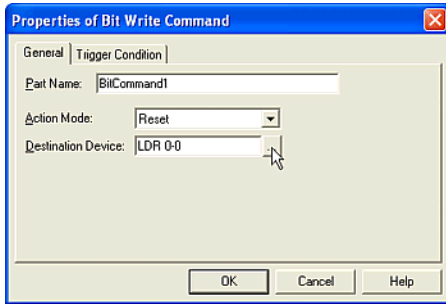 Properties of Bit Write Command
General Trigger Condition
Part Name: BitCommand1
Action Mode: Reset
Destination Device: LDR 0-0 ...
OK Cancel Help